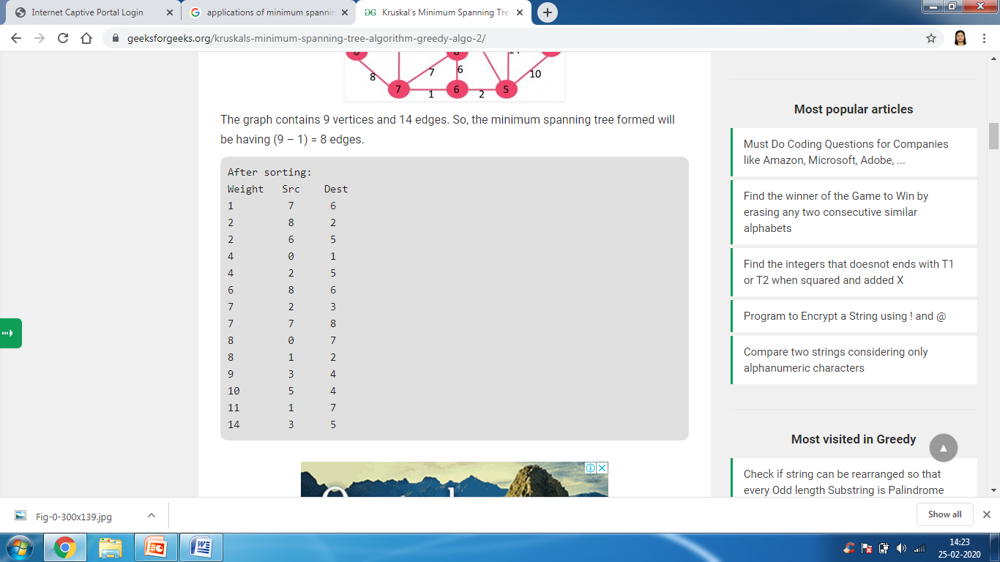 Internet Captive Portal Login
applications of minimum spannin
Kruskal's Minimum Spanning Tre
geeksforgeeks.org/kruskals-minimum-spanning-tree-algorithm-greedy-algo-2/
8
7
6
10
7
1
6
2
5
The graph contains 9 vertices and 14 edges. So, the minimum spanning tree formed will
be having (9 – 1) = 8 edges.
After sorting:
Weight Src Dest
1 7 6
2 8 2
2 6 5
4 0 1
4 2 5
6 8 6
7 2 3
7 7 8
8 0 7
8 1 2
9 3 4
10 5 4
11 1 7
14 3 5
Most popular articles
Must Do Coding Questions for Companies
like Amazon, Microsoft, Adobe, ...
Find the winner of the Game to Win by
erasing any two consecutive similar
alphabets
Find the integers that doesnot ends with T1
or T2 when squared and added X
Program to Encrypt a String using ! and @
Compare two strings considering only
alphanumeric characters
Most visited in Greedy
Check if string can be rearranged so that
every Odd length Substring is Palindrome
Fig-0-300x139.jpg
Show all
14:23
25-02-2020